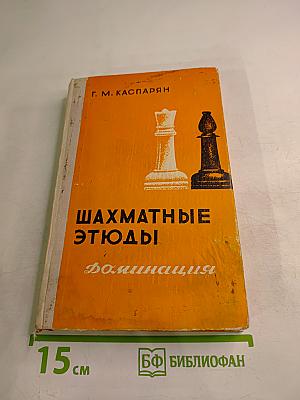 Г. М. КАСПАРЯН
ШАХМАТНЫЕ
ЭТЮДЫ
Доминация
15 см
БФ БИБЛИОФАН